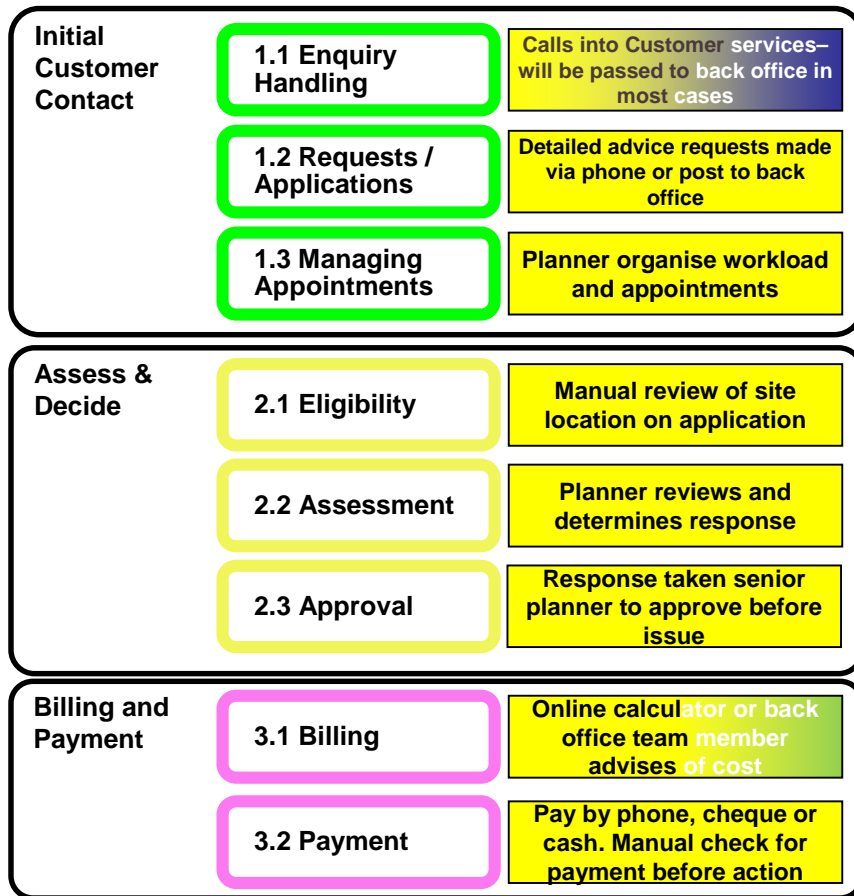 Initial
Customer
Contact
1.1 Enquiry
Handling
Calls into Customer services–
will be passed to back office in
most cases
1.2 Requests /
Applications
Detailed advice requests made
via phone or post to back
office
1.3 Managing
Appointments
Planner organise workload
and appointments
Assess &
Decide
2.1 Eligibility
Manual review of site
location on application
2.2 Assessment
Planner reviews and
determines response
2.3 Approval
Response taken senior
planner to approve before
issue
Billing and
Payment
3.1 Billing
Online calculator or back
office team member
advises of cost
3.2 Payment
Pay by phone, cheque or
cash. Manual check for
payment before action